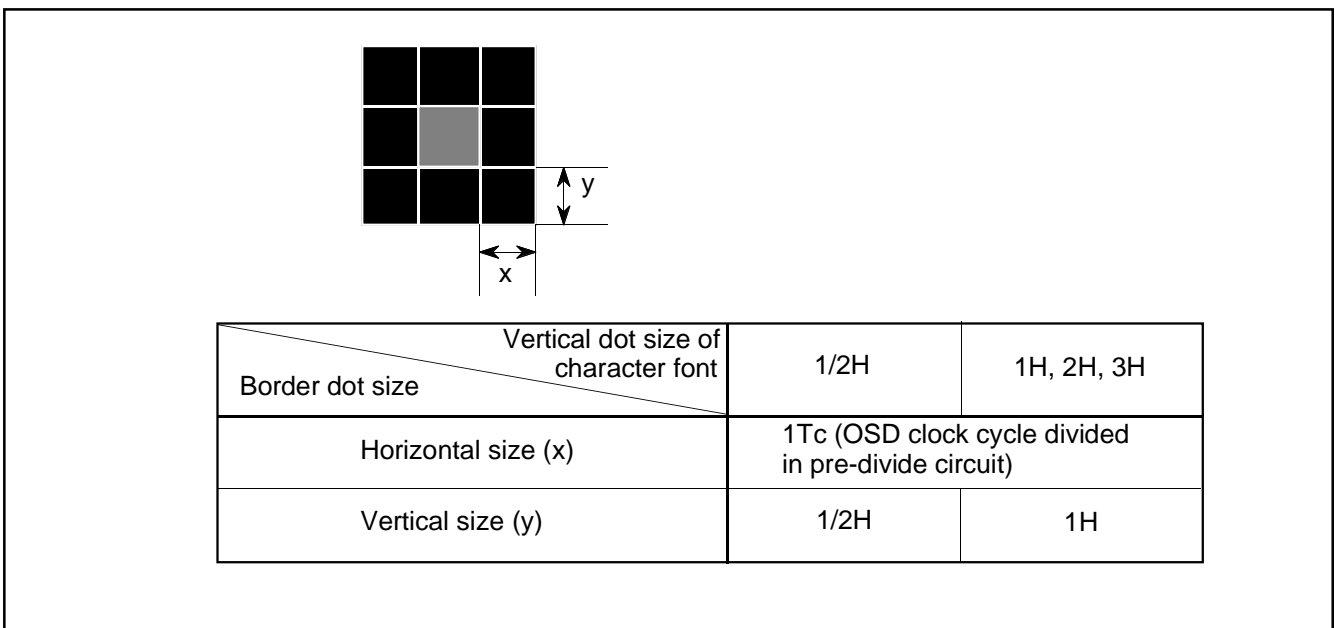 y
x
Vertical dot size of
character font
Border dot size
1/2H
1H, 2H, 3H
Horizontal size (x)
1Tc (OSD clock cycle divided
in pre-divide circuit)
Vertical size (y)
1/2H
1H